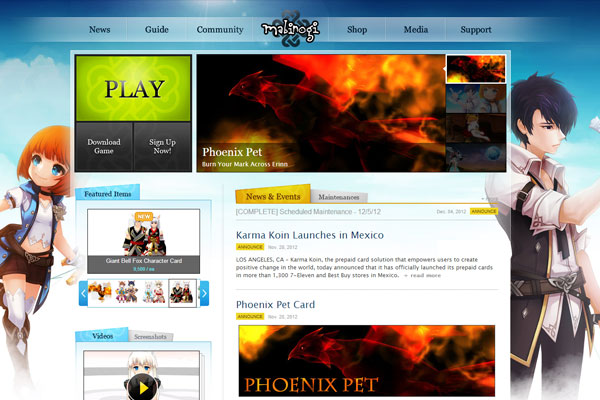 News
Guide
Community
mabinogi
Shop
Media
Support
PLAY
Download
Game
Sign Up
Now!
Phoenix Pet
Burn Your Mark Across Erinn...
Featured Items
NEW
Giant Bell Fox Character Card
Videos
Screenshots
News & Events
Maintenances
[COMPLETE] Scheduled Maintenance - 12/5/12
Dec. 04, 2012
ANNOUNCE
Karma Koin Launches in Mexico
ANNOUNCE Nov. 28, 2012
LOS ANGELES, CA – Karma Koin, the prepaid card solution that empowers users to create
positive change in the world, today announced that it has officially launched its prepaid cards
in more than 1,300 7-Eleven and Best Buy stores in Mexico. » read more
Phoenix Pet Card
ANNOUNCE Nov. 28, 2012
PHOENIX PET